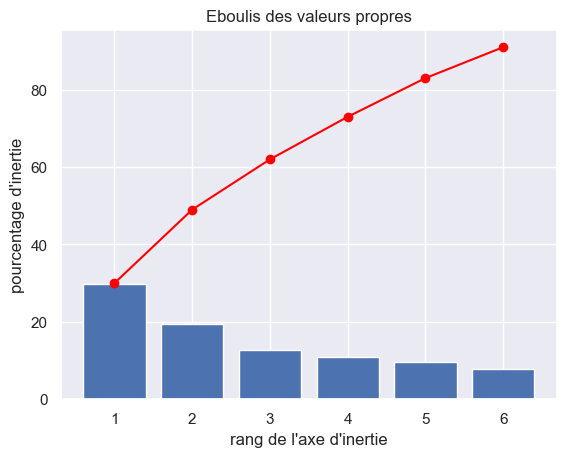 Eboulis des valeurs propres
pourcentage d'inertie
80
60
40
20
0
1 2 3 4 5 6
rang de l'axe d'inertie